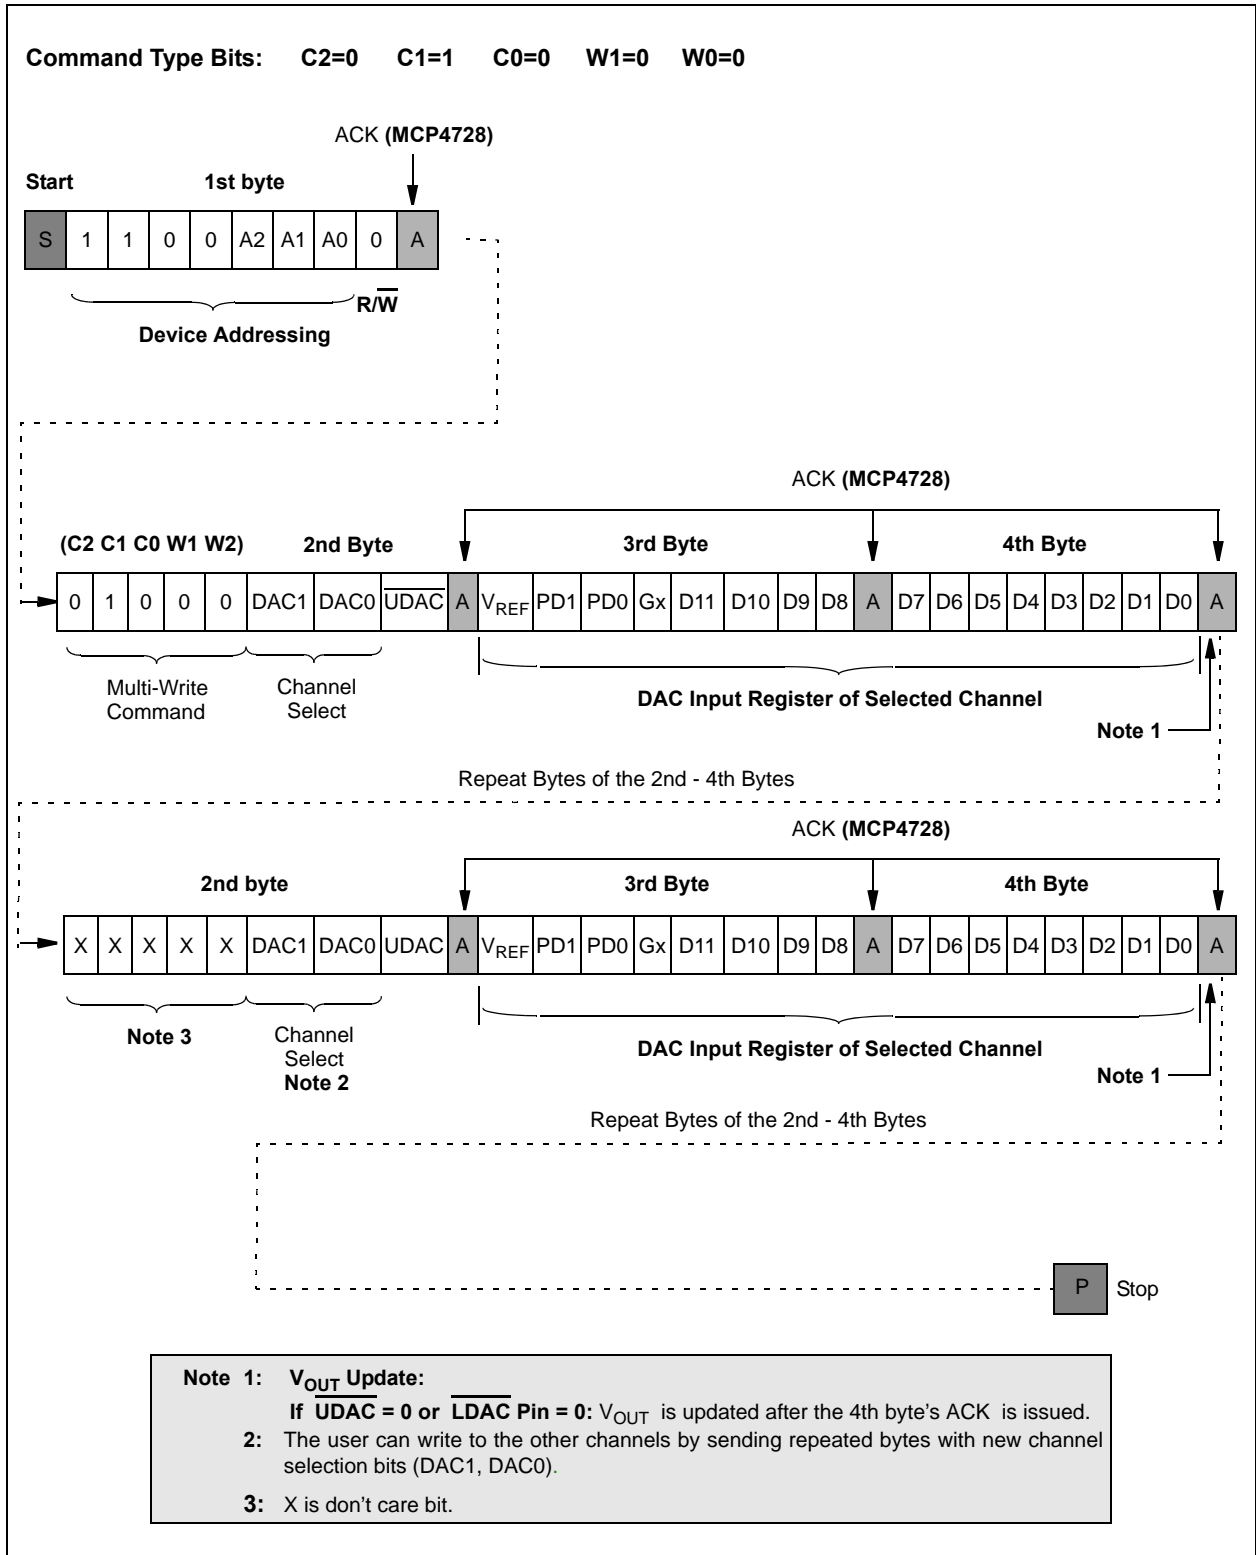 Command Type Bits: C2=0 C1=1 C0=0 W1=0 W0=0
ACK (MCP4728)
Start 1st byte
S 1 1 0 0 A2 A1 A0 0 A
R/W̅
Device Addressing
ACK (MCP4728)
(C2 C1 C0 W1 W2) 2nd Byte 3rd Byte 4th Byte
0 1 0 0 0 DAC1 DAC0 U̅D̅A̅C̅ A VREF PD1 PD0 Gx D11 D10 D9 D8 A D7 D6 D5 D4 D3 D2 D1 D0 A
Multi-Write
Command
Channel
Select
DAC Input Register of Selected Channel
Note 1
Repeat Bytes of the 2nd - 4th Bytes
ACK (MCP4728)
2nd byte 3rd Byte 4th Byte
X X X X X DAC1 DAC0 UDAC A VREF PD1 PD0 Gx D11 D10 D9 D8 A D7 D6 D5 D4 D3 D2 D1 D0 A
Note 3
Channel
Select
Note 2
DAC Input Register of Selected Channel
Note 1
Repeat Bytes of the 2nd - 4th Bytes
P Stop
Note 1: VOUT Update:
If U̅D̅A̅C̅ = 0 or L̅D̅A̅C̅ Pin = 0: VOUT is updated after the 4th byte's ACK is issued.
2: The user can write to the other channels by sending repeated bytes with new channel
selection bits (DAC1, DAC0).
3: X is don't care bit.